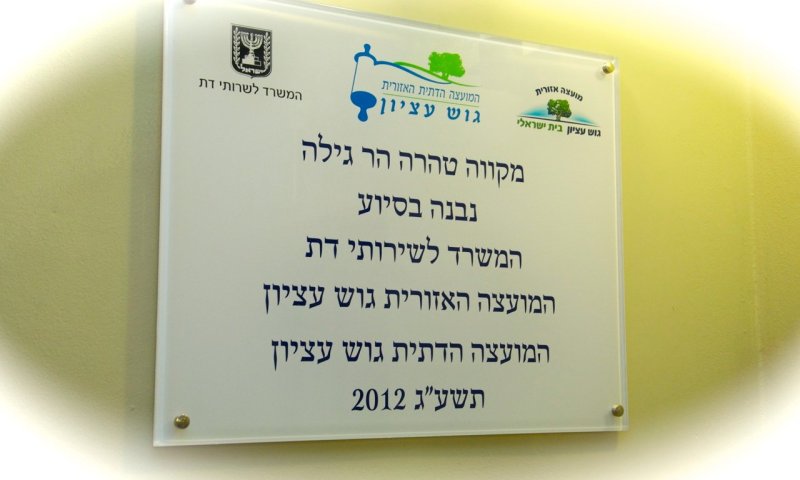 ישראל
המשרד לשרותי דת
המועצה הדתית האזורית
גוש עציון
מועצה אזורית
גוש עציון בית ישראלי
מקווה טהרה הר גילה
נבנה בסיוע
המשרד לשירותי דת
המועצה האזורית גוש עציון
המועצה הדתית גוש עציון
תשע"ג 2012